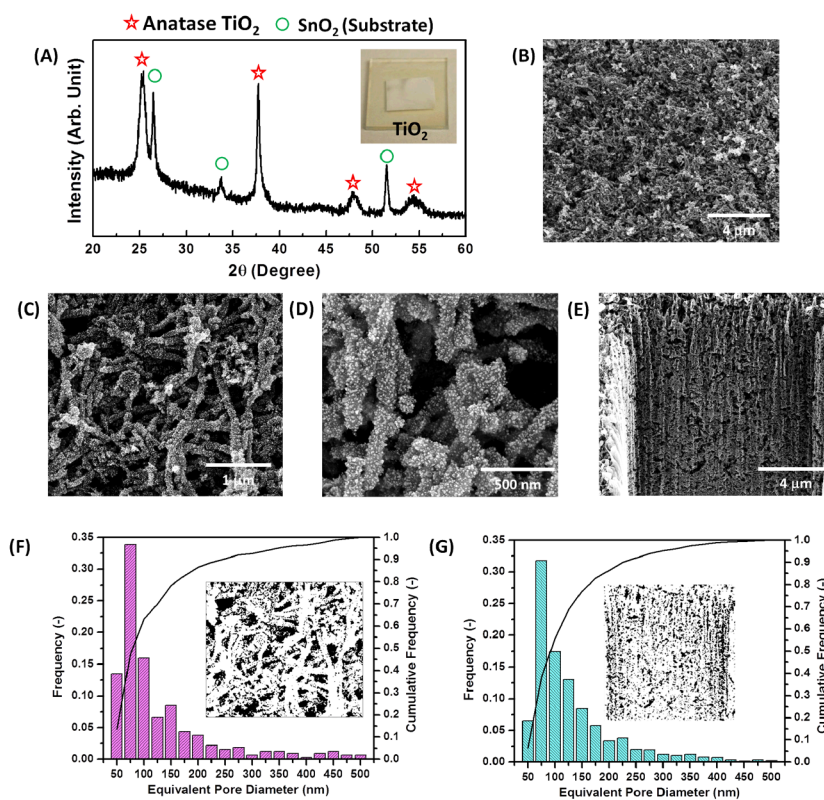 ☆ Anatase TiO2 ○ SnO2 (Substrate)
(A)
Intensity (Arb. Unit)
TiO2
20 25 30 35 40 45 50 55 60
2θ (Degree)
(B)
4 μm
(C)
1 μm
(D)
500 nm
(E)
4 μm
(F)
Frequency (-)
0.35
0.30
0.25
0.20
0.15
0.10
0.05
0.00
1.0
0.9
0.8
0.7
0.6
0.5
0.4
0.3
0.2
0.1
0.0
Cumulative Frequency (-)
50 100 150 200 250 300 350 400 450 500
Equivalent Pore Diameter (nm)
(G)
Frequency (-)
0.35
0.30
0.25
0.20
0.15
0.10
0.05
0.00
1.0
0.9
0.8
0.7
0.6
0.5
0.4
0.3
0.2
0.1
0.0
Cumulative Frequency (-)
50 100 150 200 250 300 350 400 450 500
Equivalent Pore Diameter (nm)